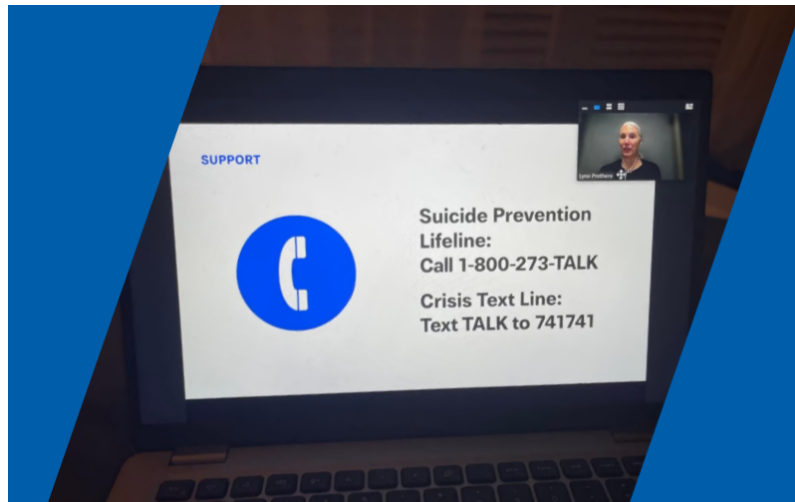 SUPPORT
Suicide Prevention
Lifeline:
Call 1-800-273-TALK
Crisis Text Line:
Text TALK to 741741